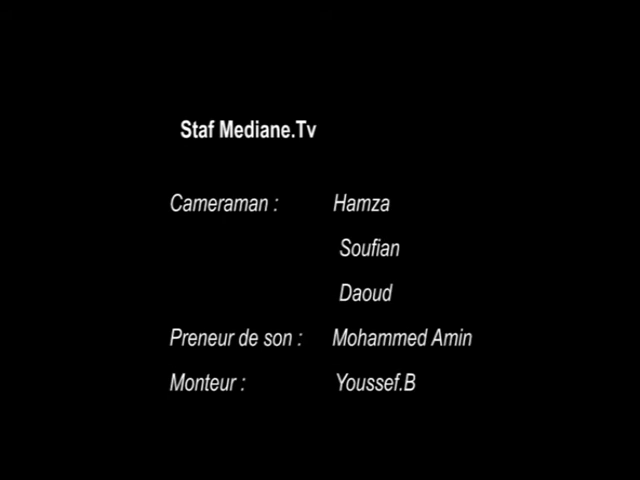 Staf Mediane.Tv
Cameraman : Hamza
Soufian
Daoud
Preneur de son : Mohammed Amin
Monteur : Youssef.B